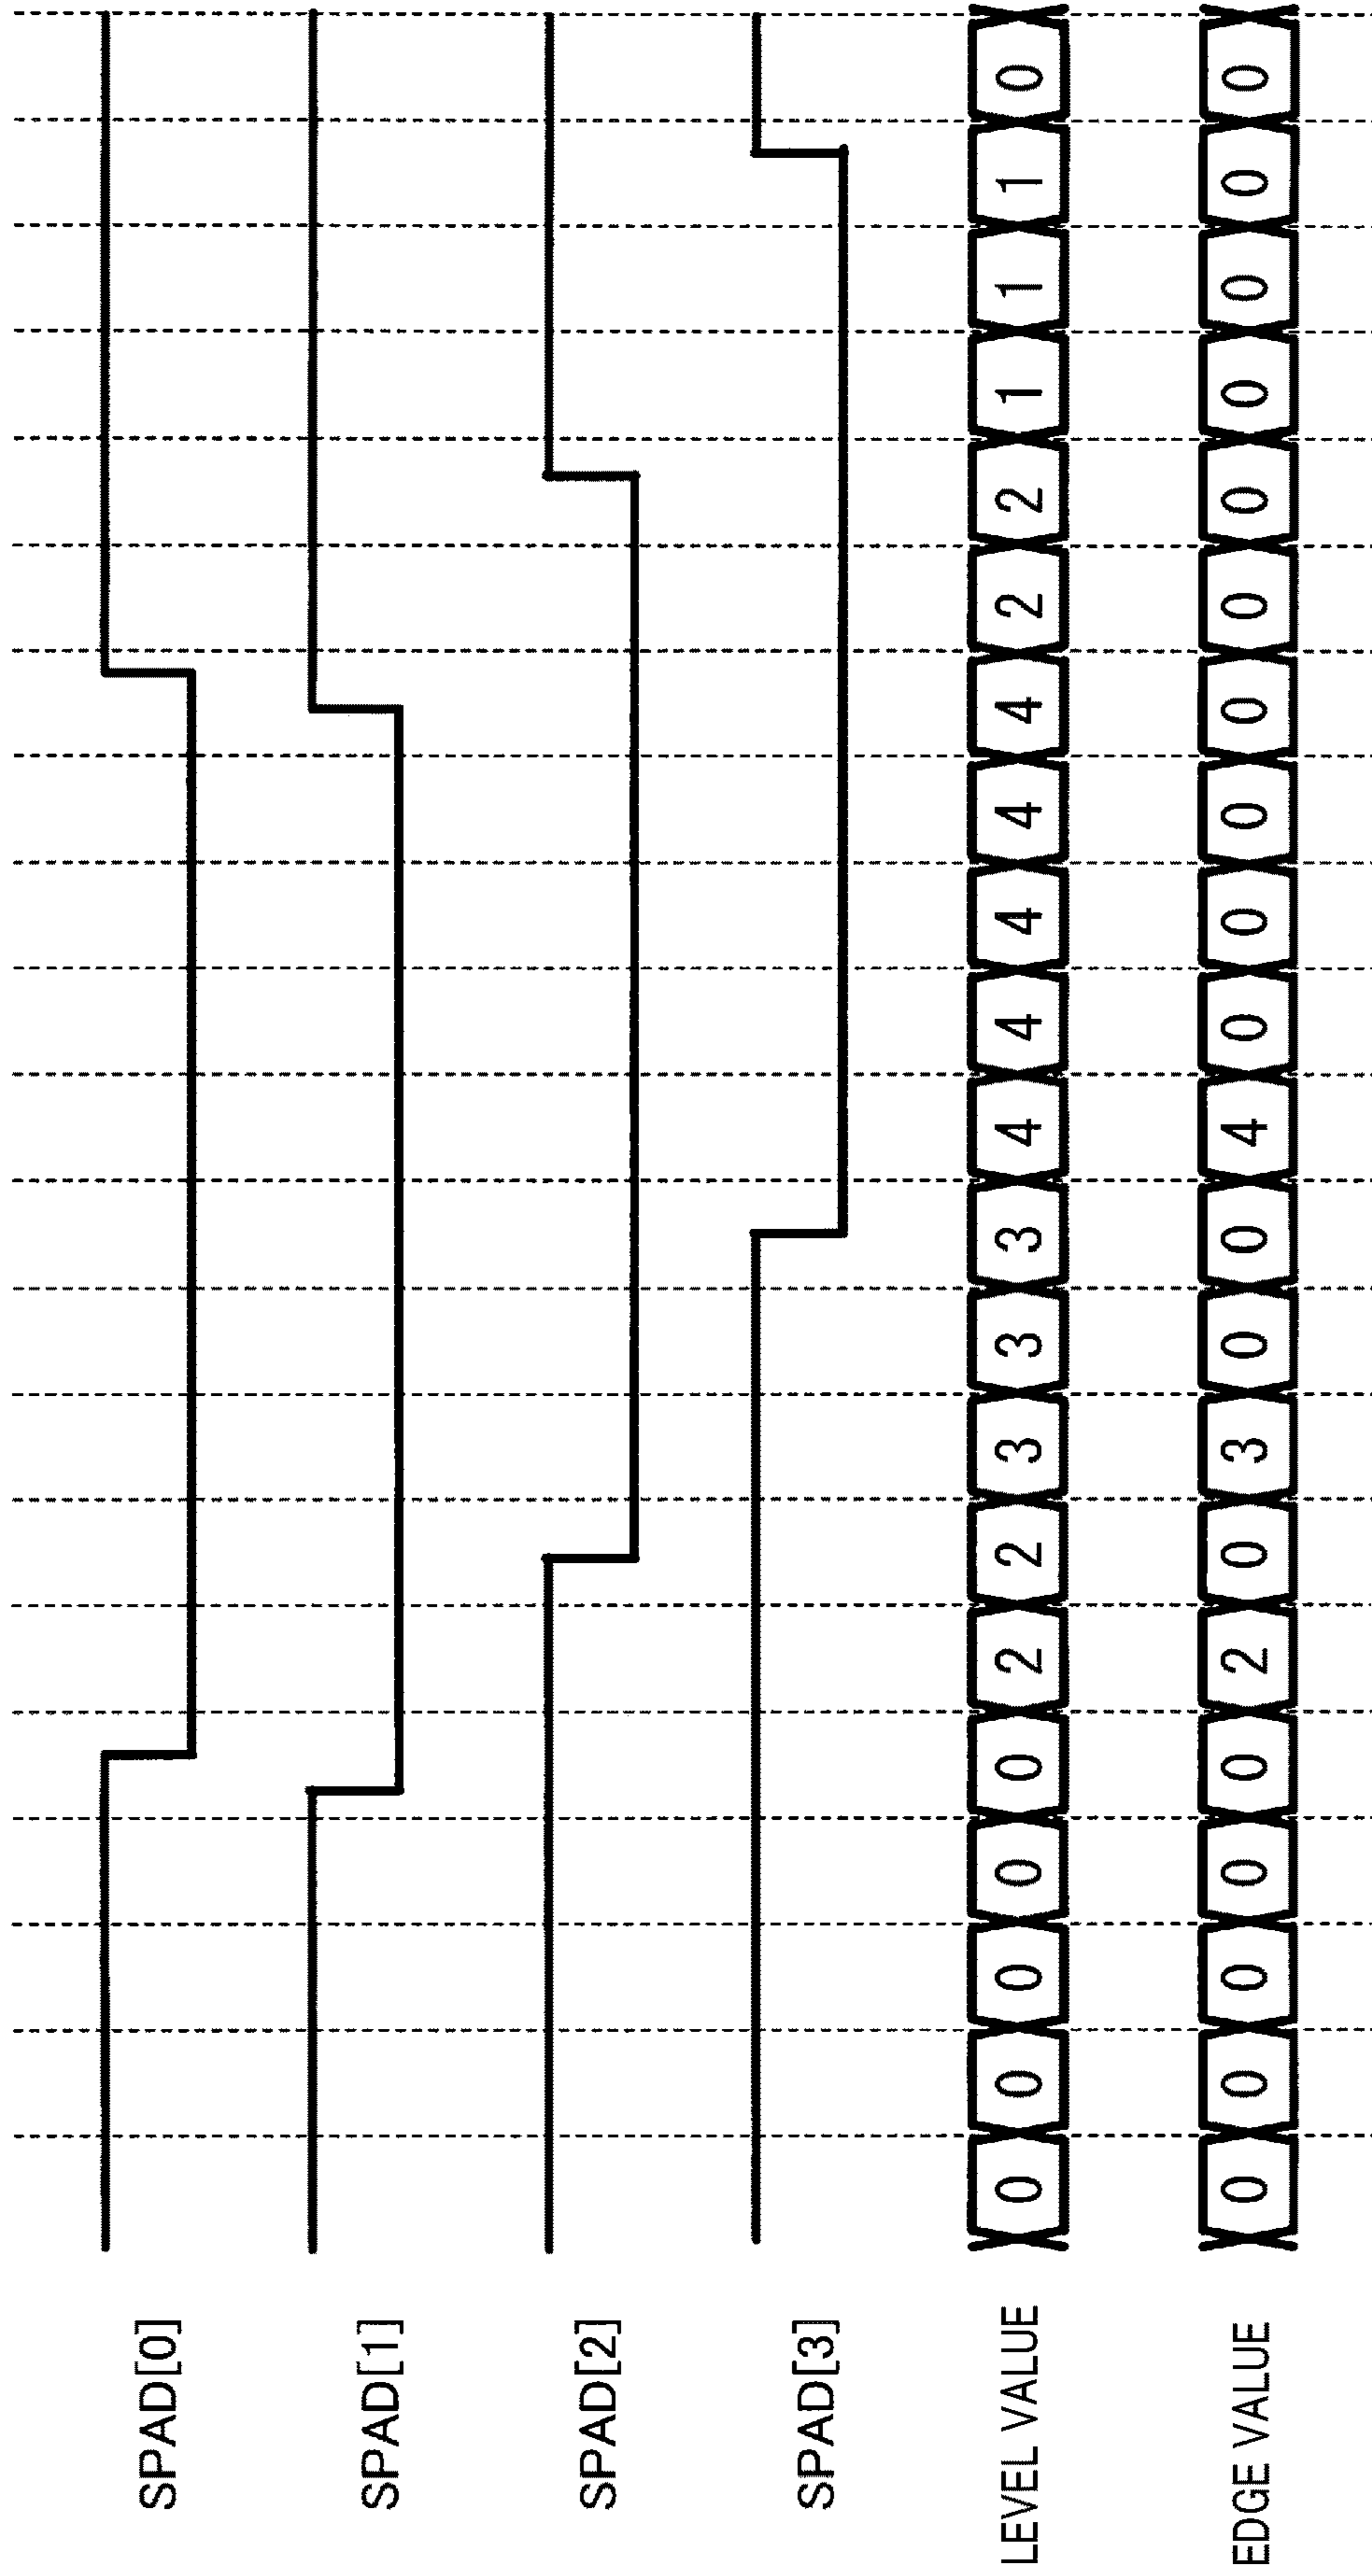 SPAD[0]
SPAD[1]
SPAD[2]
SPAD[3]
LEVEL VALUE 0 0 0 0 0 2 2 3 3 3 4 4 4 4 4 2 2 1 1 1 0
EDGE VALUE 0 0 0 0 0 2 0 3 0 0 4 0 0 0 0 0 0 0 0 0 0